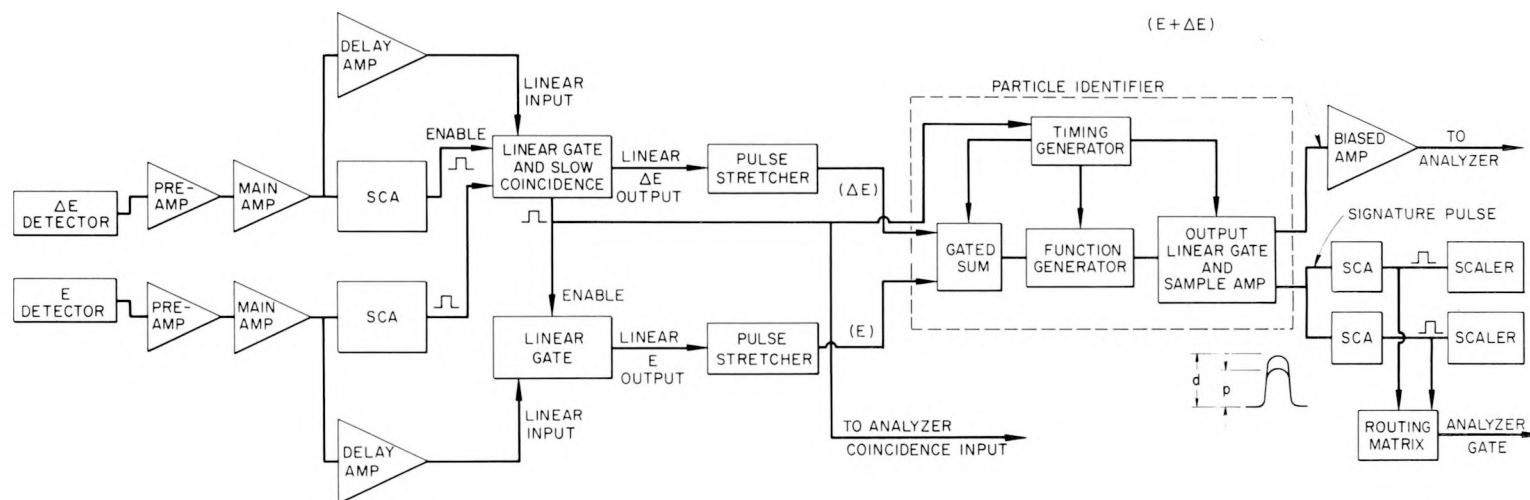 (E+ΔE)
DELAY
AMP
LINEAR
INPUT
PARTICLE IDENTIFIER
ENABLE
TIMING
GENERATOR
BIASED
AMP
TO
ANALYZER
PRE-
AMP
MAIN
AMP
SCA
LINEAR GATE
AND SLOW
COINCIDENCE
LINEAR
ΔE
OUTPUT
PULSE
STRETCHER
(ΔE)
ΔE
DETECTOR
SIGNATURE PULSE
GATED
SUM
FUNCTION
GENERATOR
OUTPUT
LINEAR GATE
AND
SAMPLE AMP
SCA
SCALER
E
DETECTOR
PRE-
AMP
MAIN
AMP
SCA
ENABLE
LINEAR
GATE
LINEAR
E
OUTPUT
PULSE
STRETCHER
(E)
SCA
SCALER
d
p
LINEAR
INPUT
DELAY
AMP
TO ANALYZER
COINCIDENCE INPUT
ROUTING
MATRIX
ANALYZER
GATE